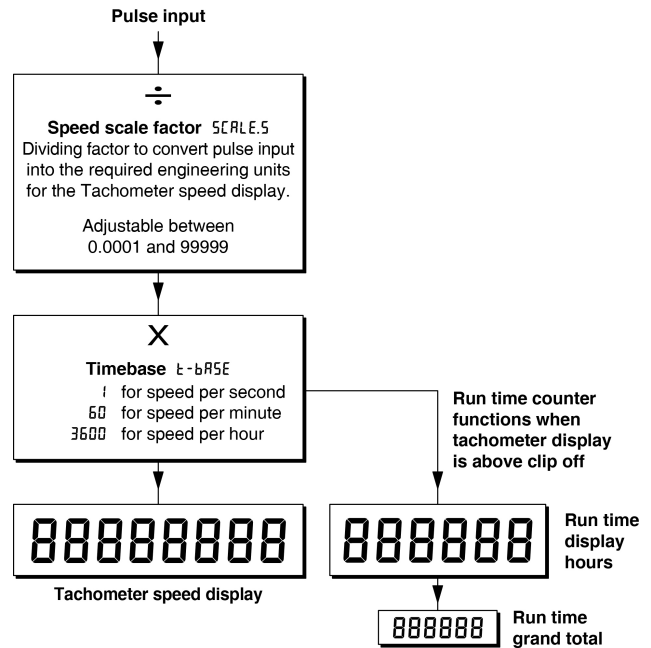 Pulse input
÷
Speed scale factor SCALE.S
Dividing factor to convert pulse input
into the required engineering units
for the Tachometer speed display.
Adjustable between
0.0001 and 99999
X
Timebase t-bASE
1 for speed per second
60 for speed per minute
3600 for speed per hour
Run time counter
functions when
tachometer display
is above clip off
88888888
Tachometer speed display
888888
Run time
display
hours
888888
Run time
grand total